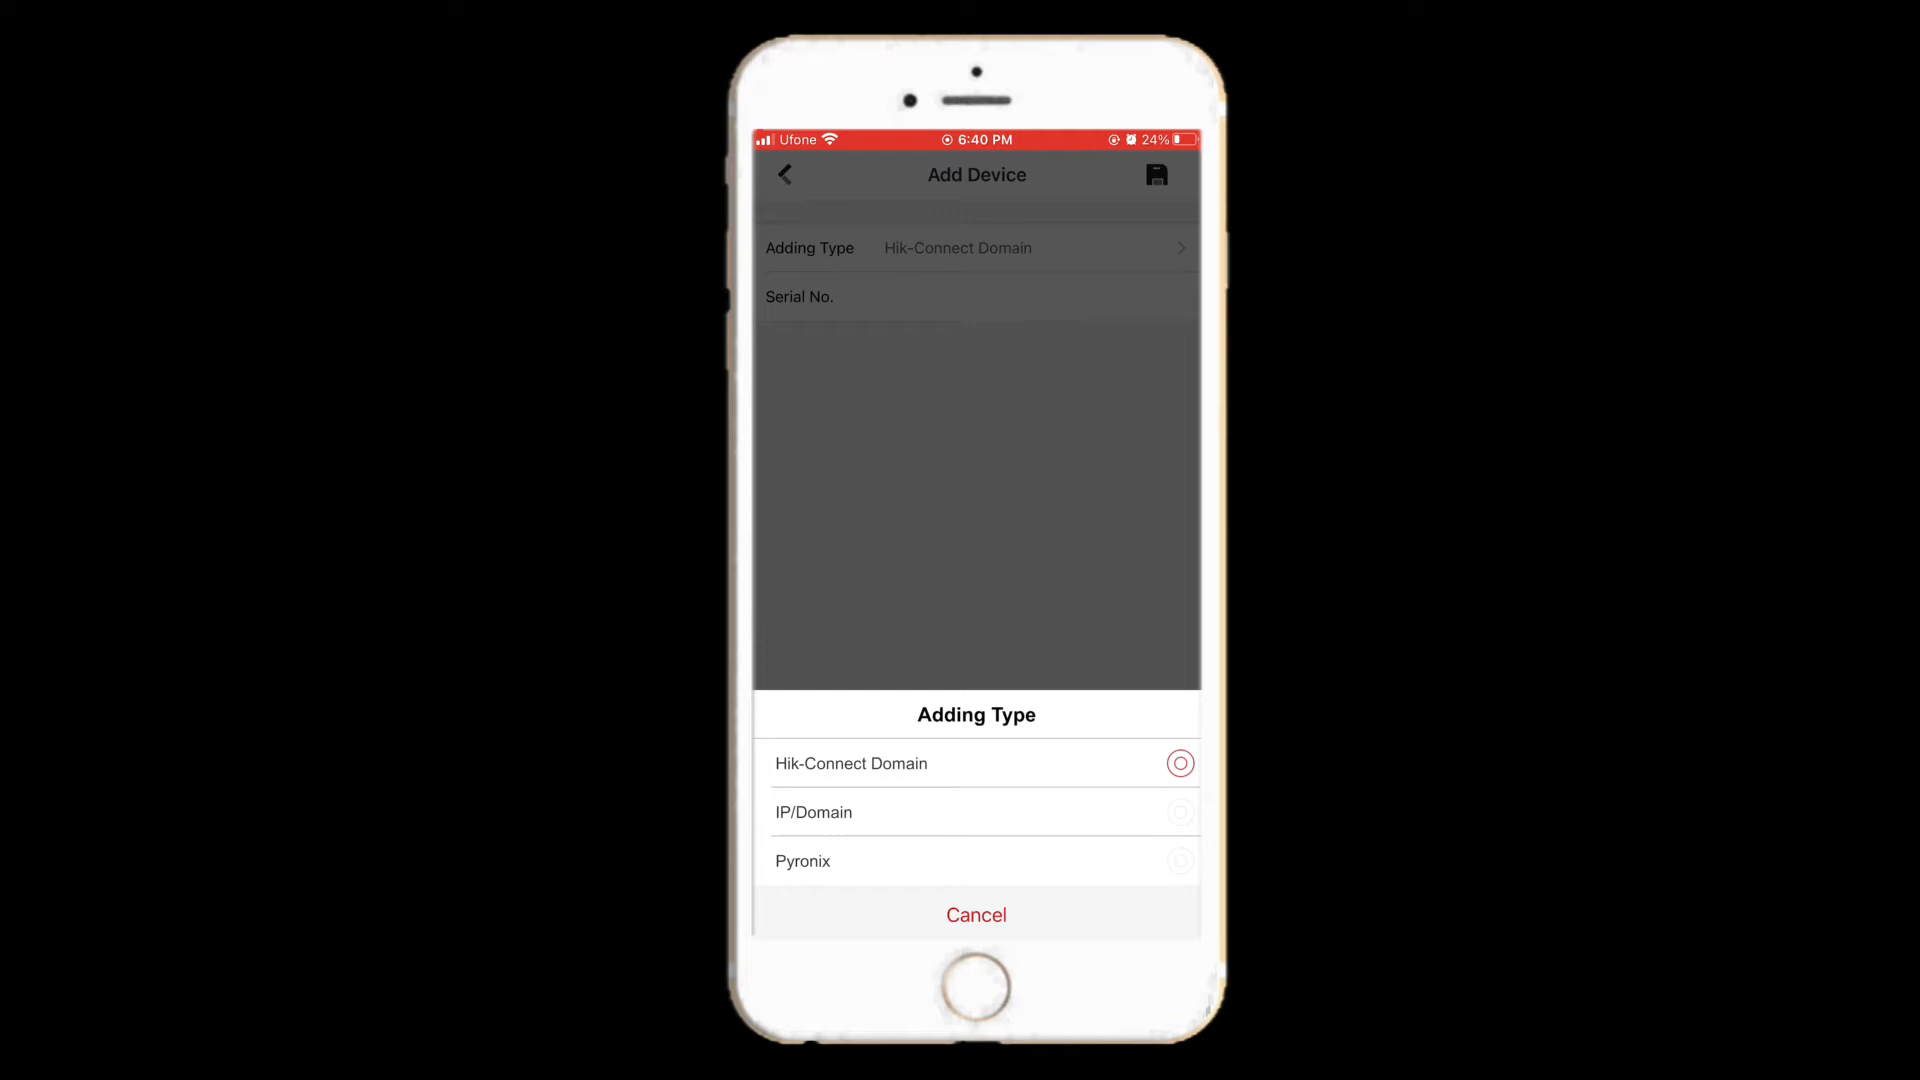 Ufone 6:40 PM 24%
Add Device
Adding Type Hik-Connect Domain
Serial No.
Adding Type
Hik-Connect Domain
IP/Domain
Pyronix
Cancel